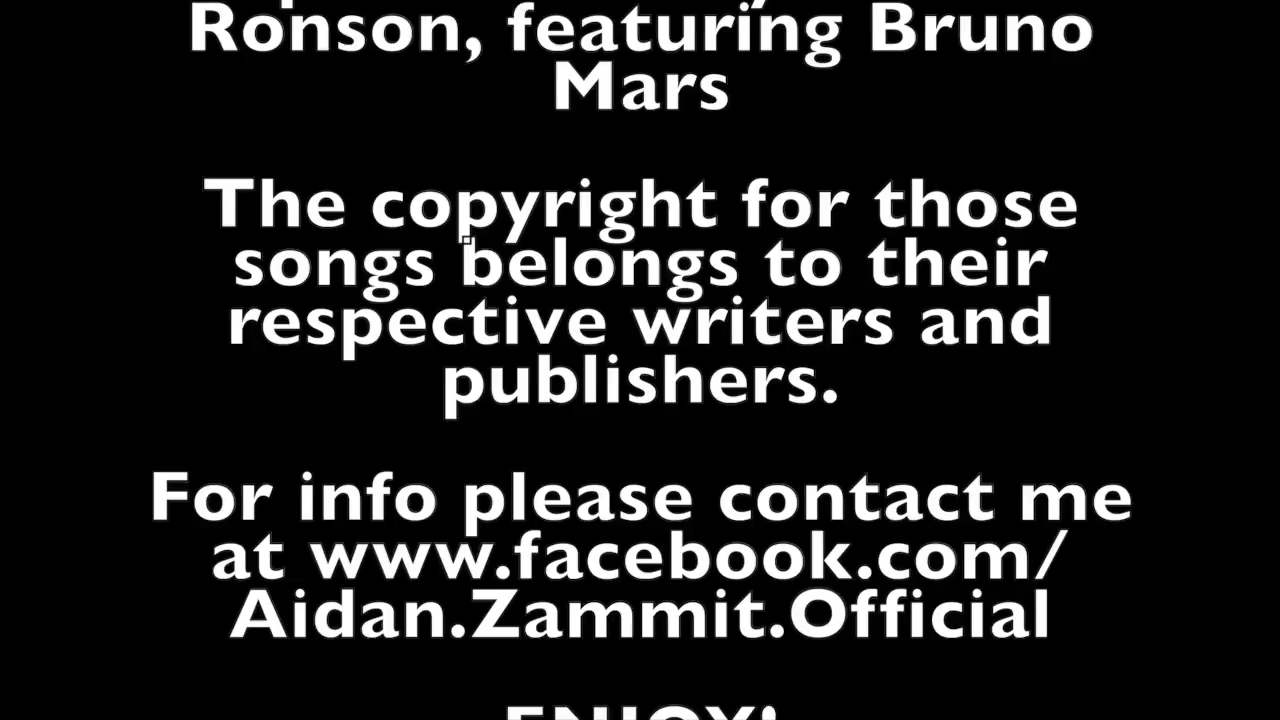 Ronson, featuring Bruno
Mars
The copyright for those
songs belongs to their
respective writers and
publishers.
For info please contact me
at www.facebook.com/
Aidan.Zammit.Official
ENJOY!